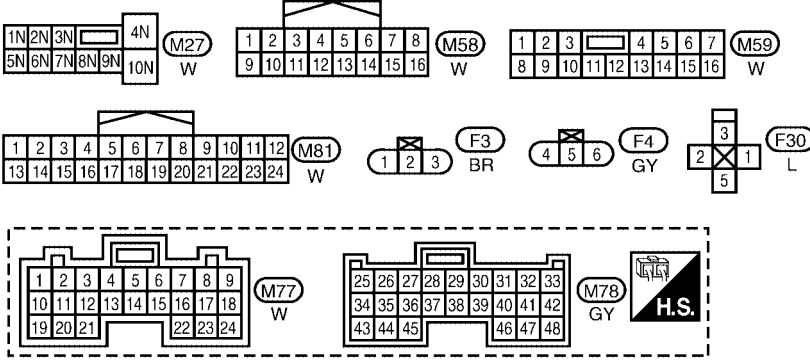 1N 2N 3N 4N
5N 6N 7N 8N 9N 10N
M27
W
1 2 3 4 5 6 7 8
9 10 11 12 13 14 15 16
M58
W
1 2 3 4 5 6 7
8 9 10 11 12 13 14 15 16
M59
W
1 2 3 4 5 6 7 8 9 10 11 12
13 14 15 16 17 18 19 20 21 22 23 24
M81
W
1 2 3
F3
BR
4 5 6
F4
GY
3
2 1
5
F30
L
1 2 3 4 5 6 7 8 9
10 11 12 13 14 15 16 17 18
19 20 21 22 23 24
M77
W
25 26 27 28 29 30 31 32 33
34 35 36 37 38 39 40 41 42
43 44 45 46 47 48
M78
GY
H.S.